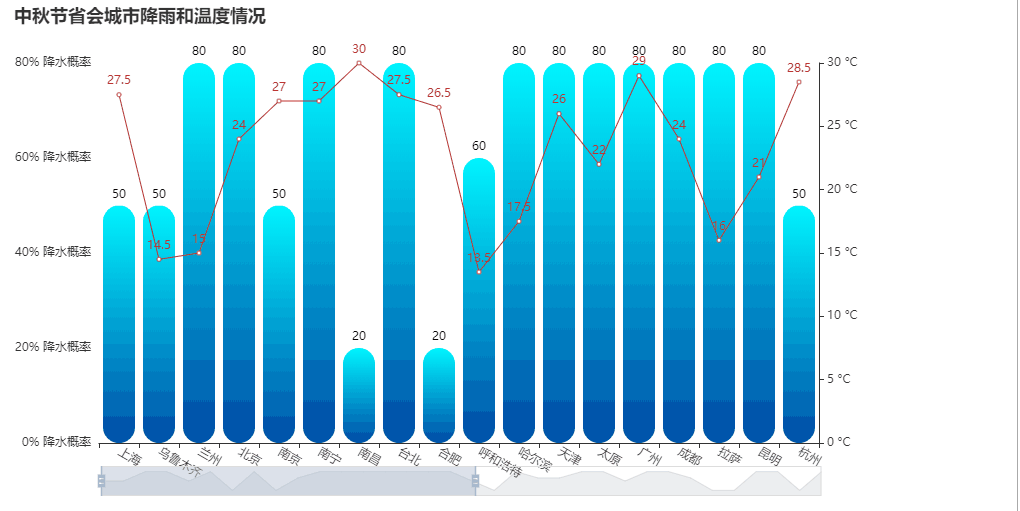 中秋节省会城市降雨和温度情况
80% 降水概率
60% 降水概率
40% 降水概率
20% 降水概率
0% 降水概率
30 °C
25 °C
20 °C
15 °C
10 °C
5 °C
0 °C
50 50 80 80 50 80 20 80 20 60 80 80 80 80 80 80 80 50
27.5 14.5 15 24 27 27 30 27.5 26.5 13.5 17.5 26 22 29 24 16 21 28.5
上海 乌鲁木齐 兰州 北京 南京 南宁 南昌 台北 合肥 呼和浩特 哈尔滨 天津 太原 广州 成都 拉萨 昆明 杭州